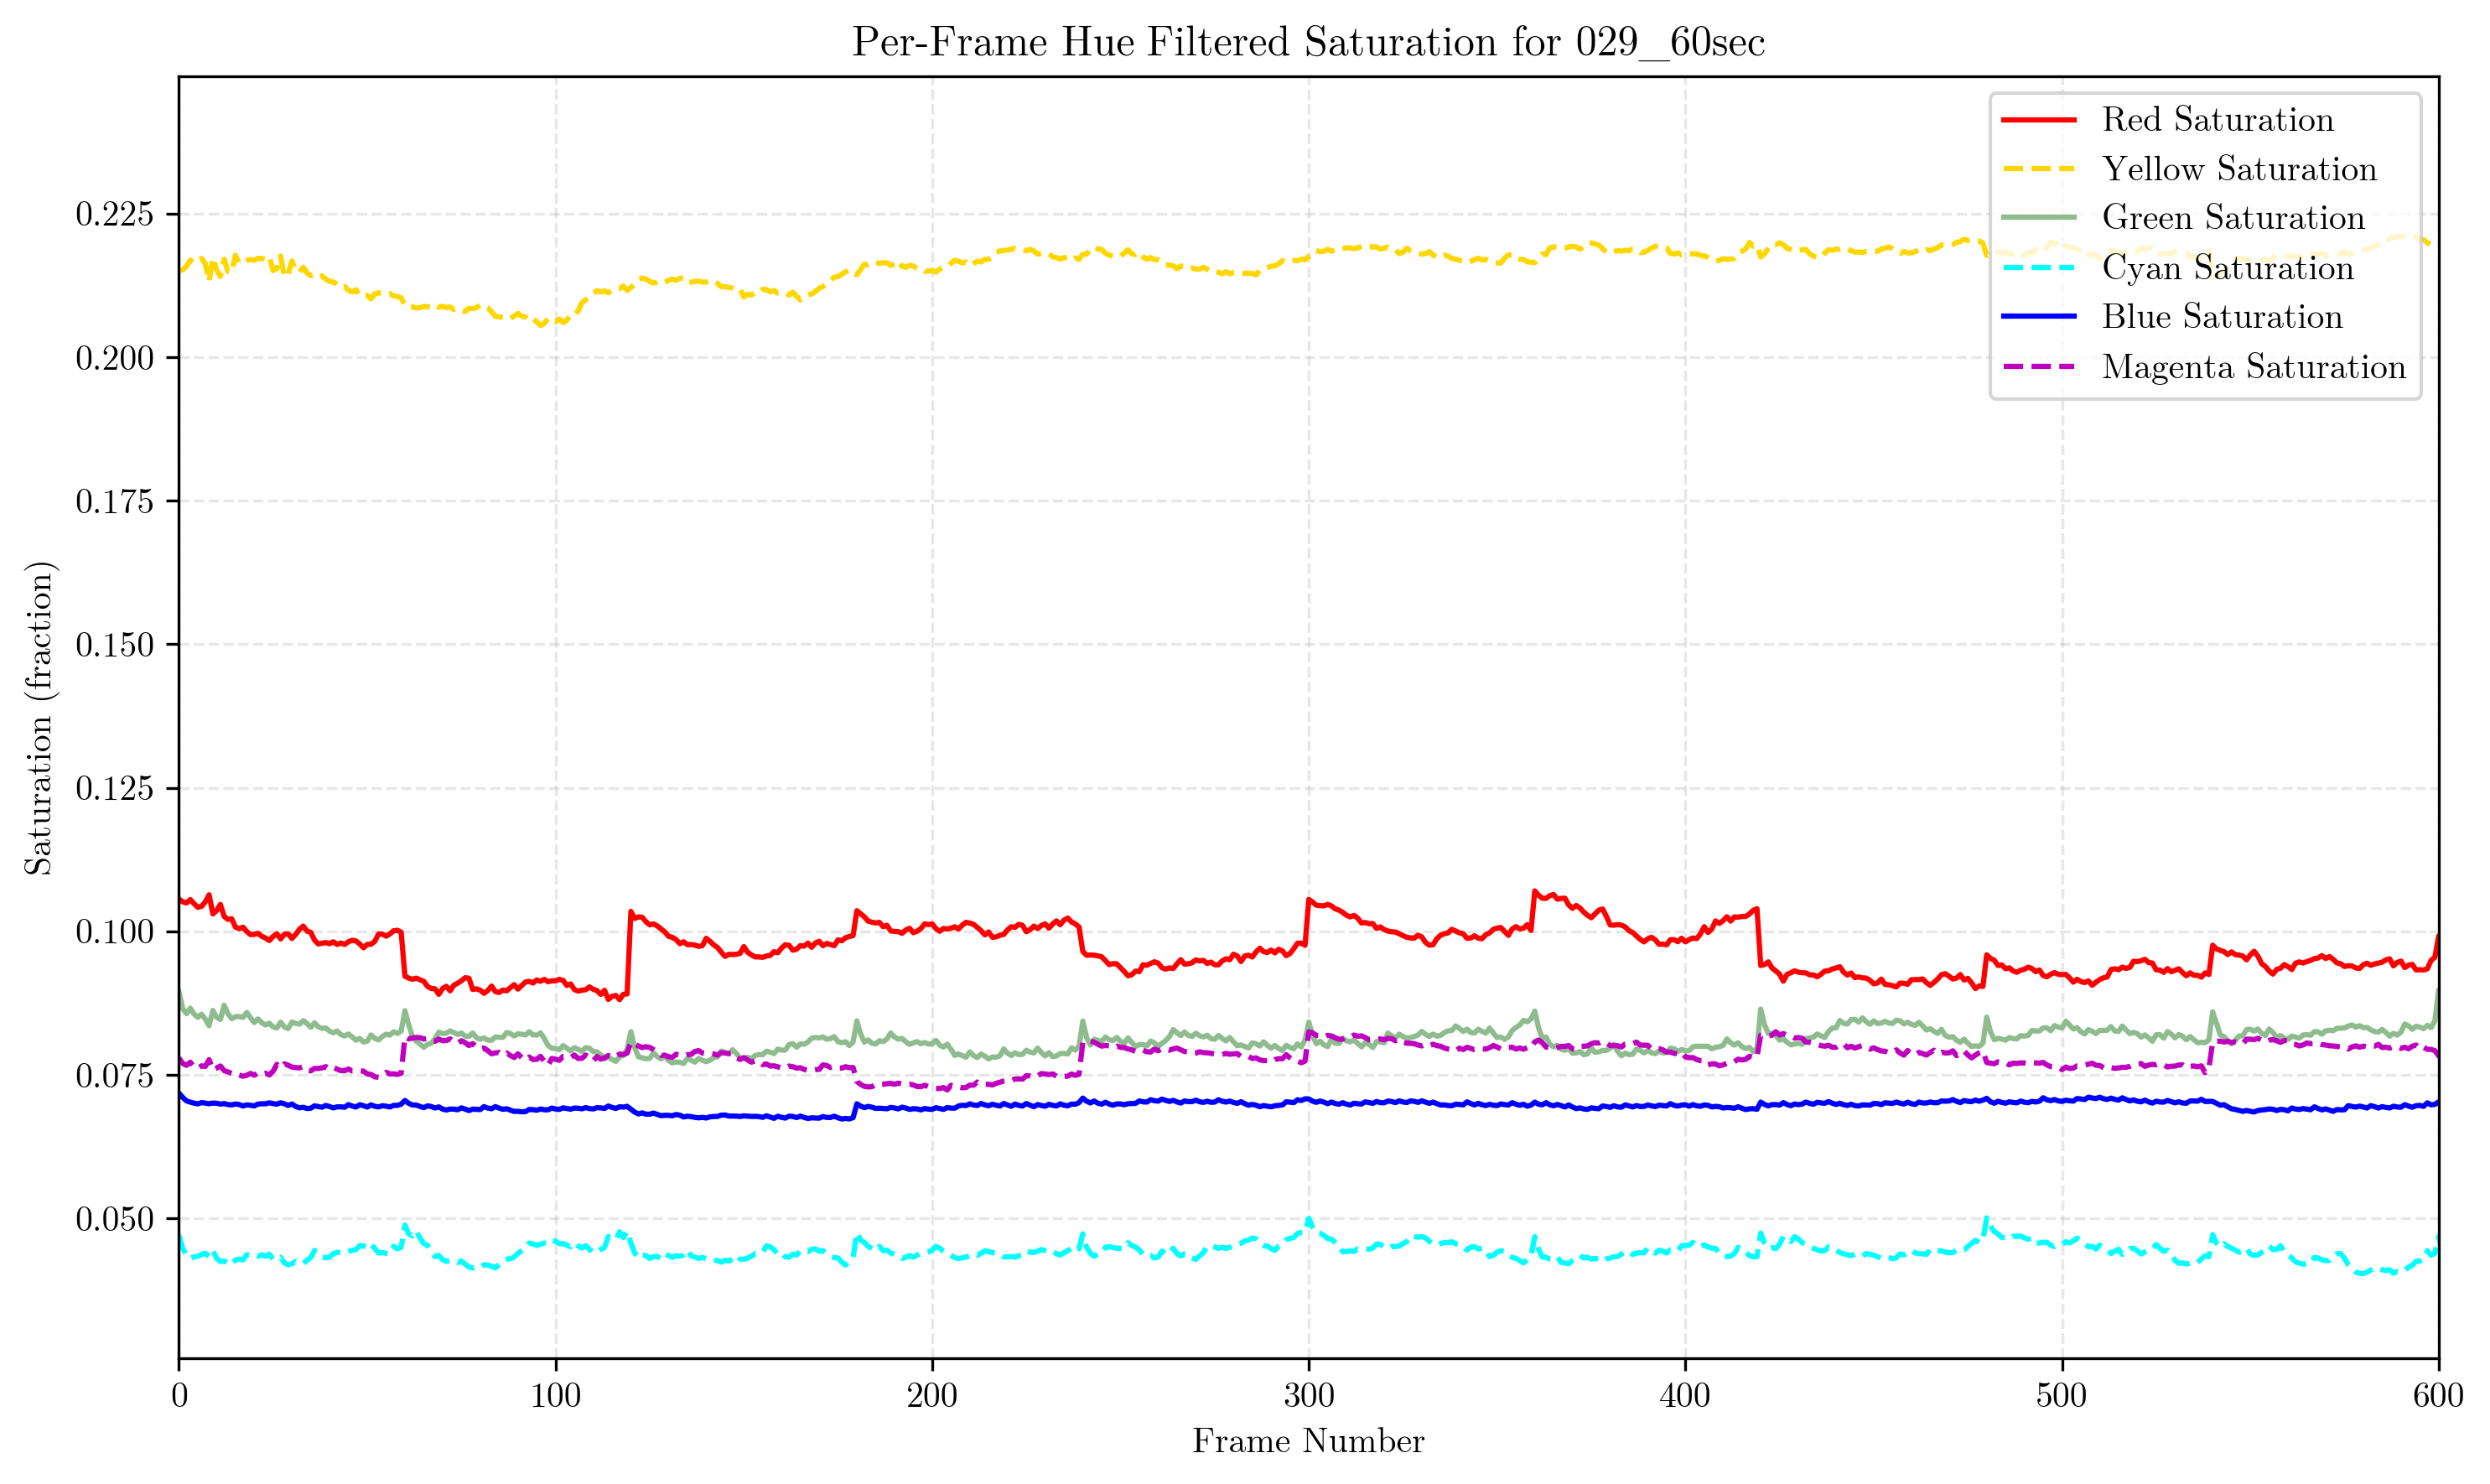 Per-Frame Hue Filtered Saturation for 029_60sec
Red Saturation
Yellow Saturation
Green Saturation
Cyan Saturation
Blue Saturation
Magenta Saturation
Saturation (fraction)
0.225
0.200
0.175
0.150
0.125
0.100
0.075
0.050
0 100 200 300 400 500 600
Frame Number